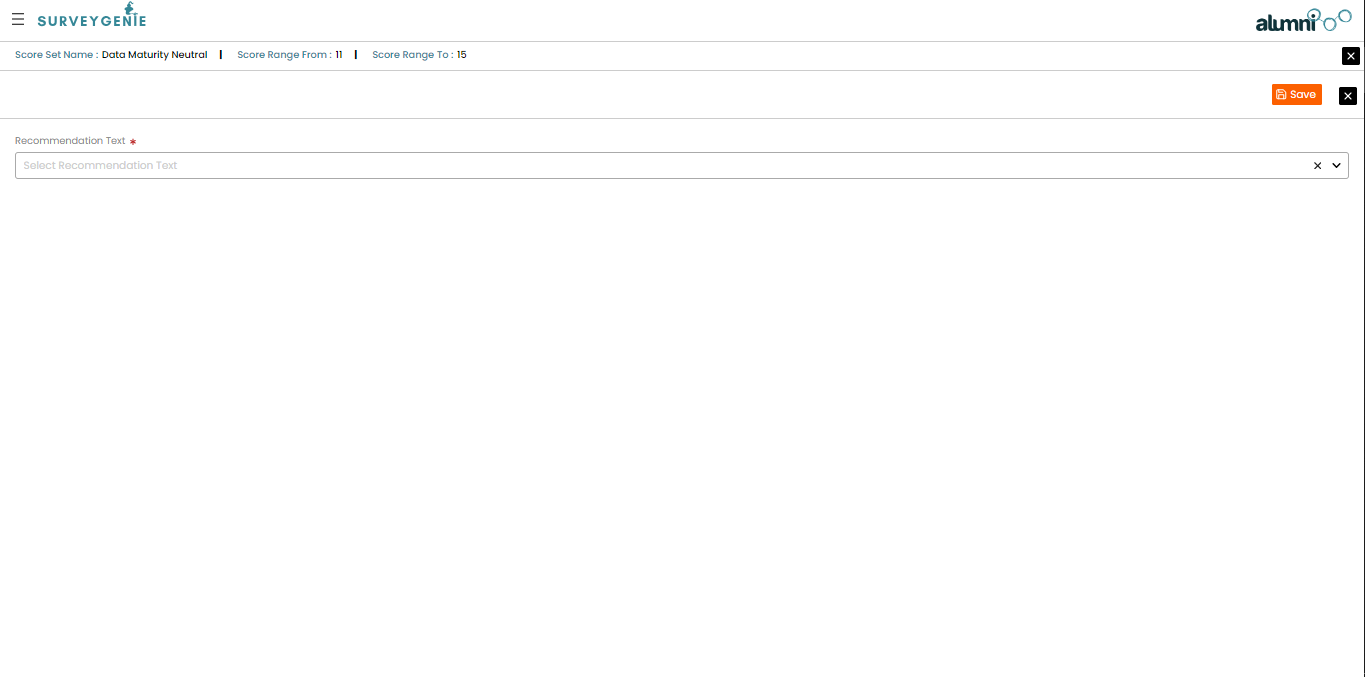 SURVEYGENIE
alumni
Score Set Name : Data Maturity Neutral | Score Range From : 11 | Score Range To : 15
Save
Recommendation Text *
Select Recommendation Text